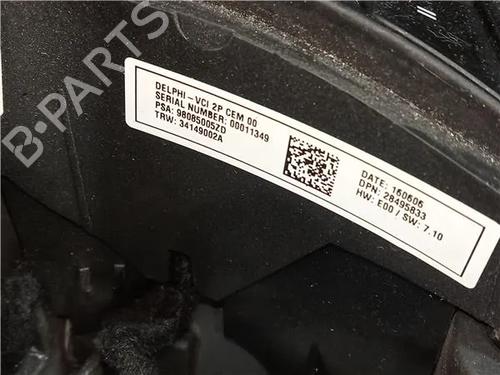 B-PARTS
DELPHI-VCI 2P CEM 00
SERIAL NUMBER: 00011349
PSA: 98085005ZD
TRW: 34149002A
DATE: 160606
DPN: 28495833
HW: E00 / SW: 7.10